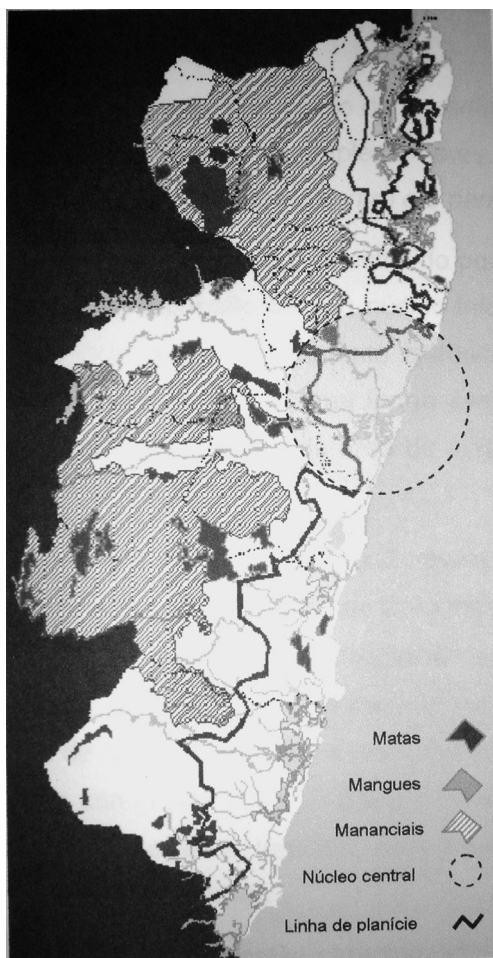 Matas
Mangues
Mananciais
Núcleo central
Linha de planície